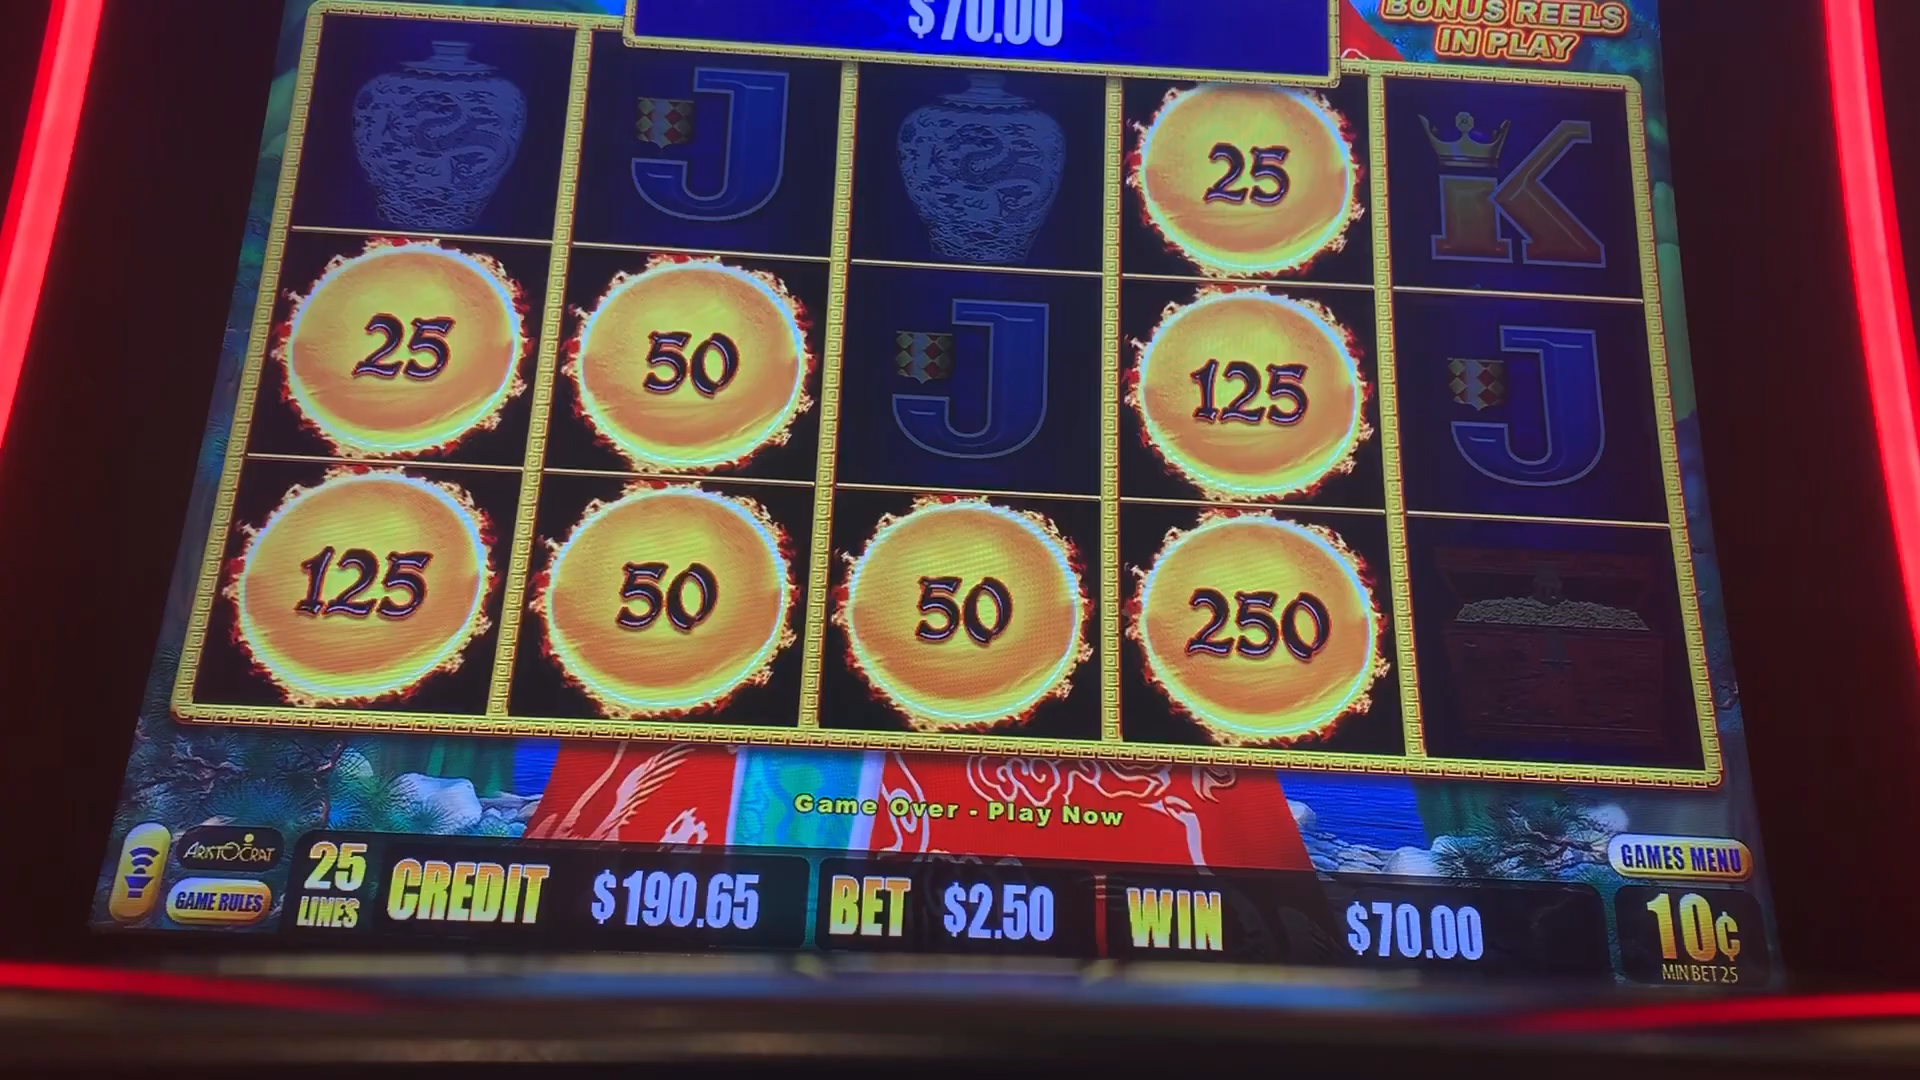 $70.00
BONUS REELS
IN PLAY
J
25
K
25
50
J
125
J
125
50
50
250
Game Over - Play Now
ARISTOCRAT
GAME RULES
25
LINES
CREDIT $190.65
BET $2.50
WIN $70.00
GAMES MENU
10¢
MIN BET 25